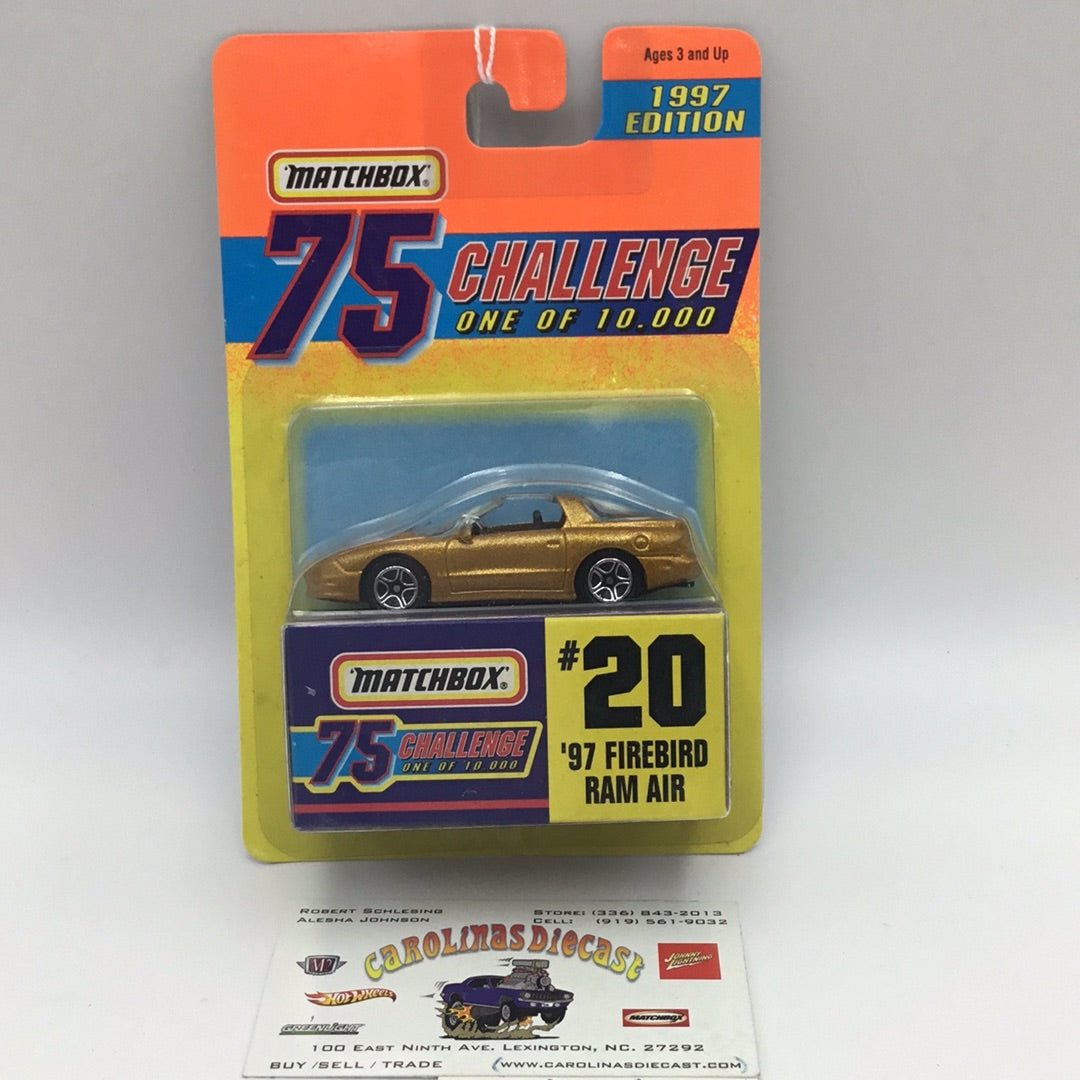 Ages 3 and Up
1997
EDITION
MATCHBOX®
75 CHALLENGE
ONE OF 10.000
MATCHBOX®
75 CHALLENGE
ONE OF 10.000
#20
'97 FIREBIRD
RAM AIR
ROBERT SCHLESING
ALESHA JOHNSON
STORE: (336) 843-2013
CELL: (919) 561-9032
CAROLINAS DIECAST
M2
JOHNNY LIGHTNING
HOT WHEELS
GREENLIGHT
MATCHBOX
100 EAST NINTH AVE. LEXINGTON, NC. 27292
BUY /SELL / TRADE
(WWW.CAROLINASDIECAST.COM)